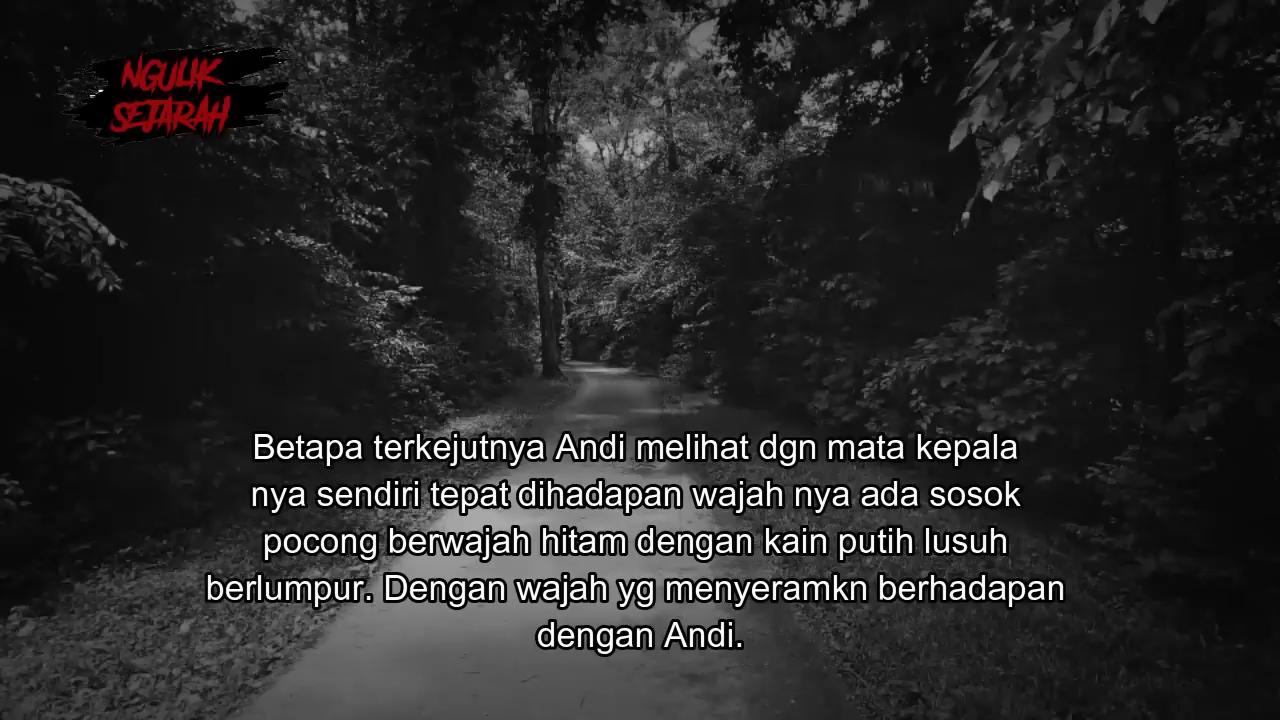 NGULIK
SEJARAH
Betapa terkejutnya Andi melihat dgn mata kepala
nya sendiri tepat dihadapan wajah nya ada sosok
pocong berwajah hitam dengan kain putih lusuh
berlumpur. Dengan wajah yg menyeramkn berhadapan
dengan Andi.